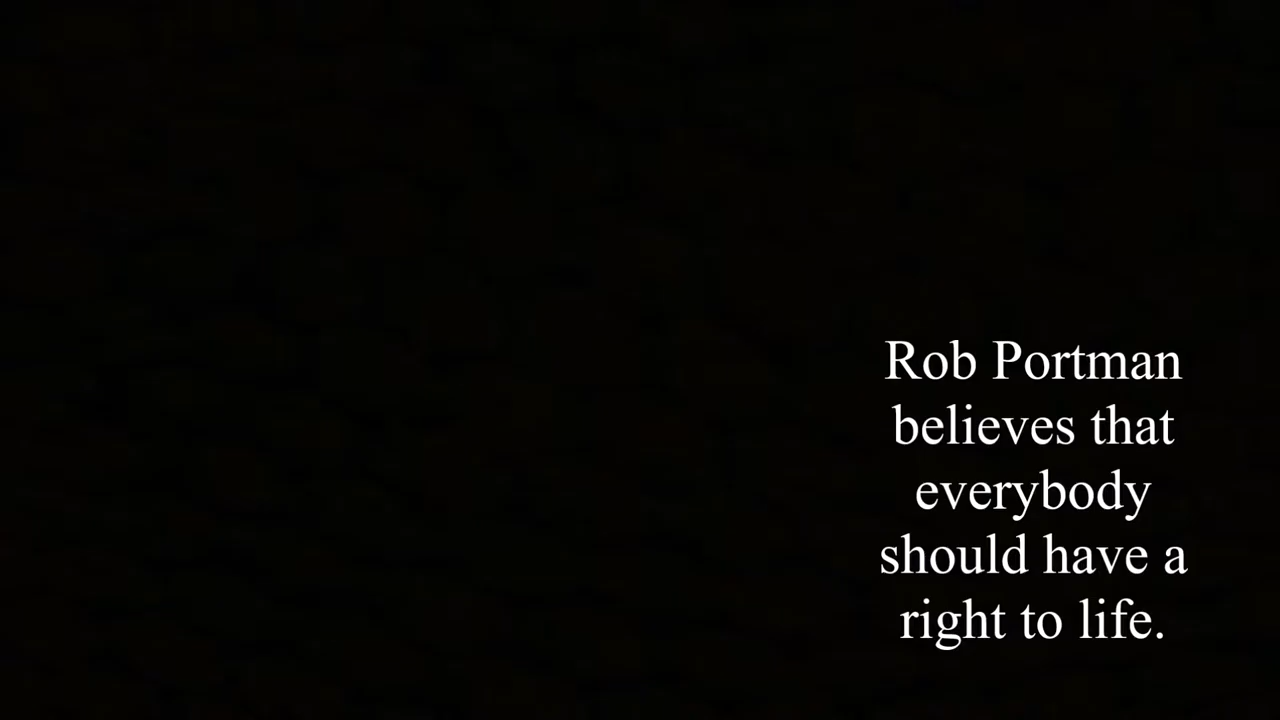 Rob Portman
believes that
everybody
should have a
right to life.